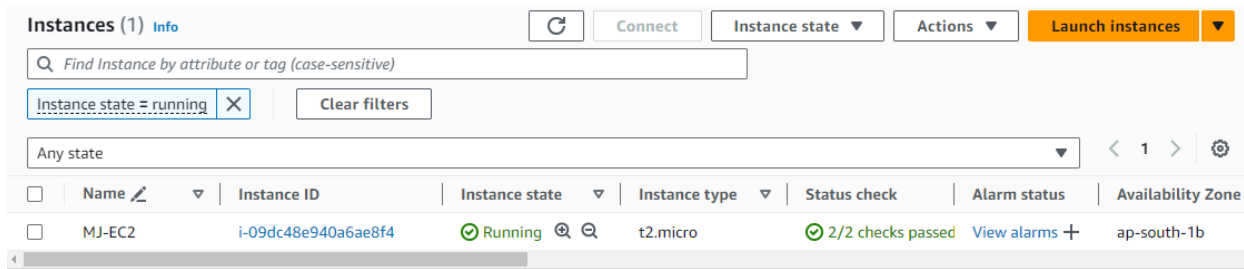 Instances (1) Info Connect Instance state Actions Launch instances
Find Instance by attribute or tag (case-sensitive)
Instance state = running Clear filters
Any state 1
Name Instance ID Instance state Instance type Status check Alarm status Availability Zone
MJ-EC2 i-09dc48e940a6ae8f4 Running t2.micro 2/2 checks passed View alarms ap-south-1b